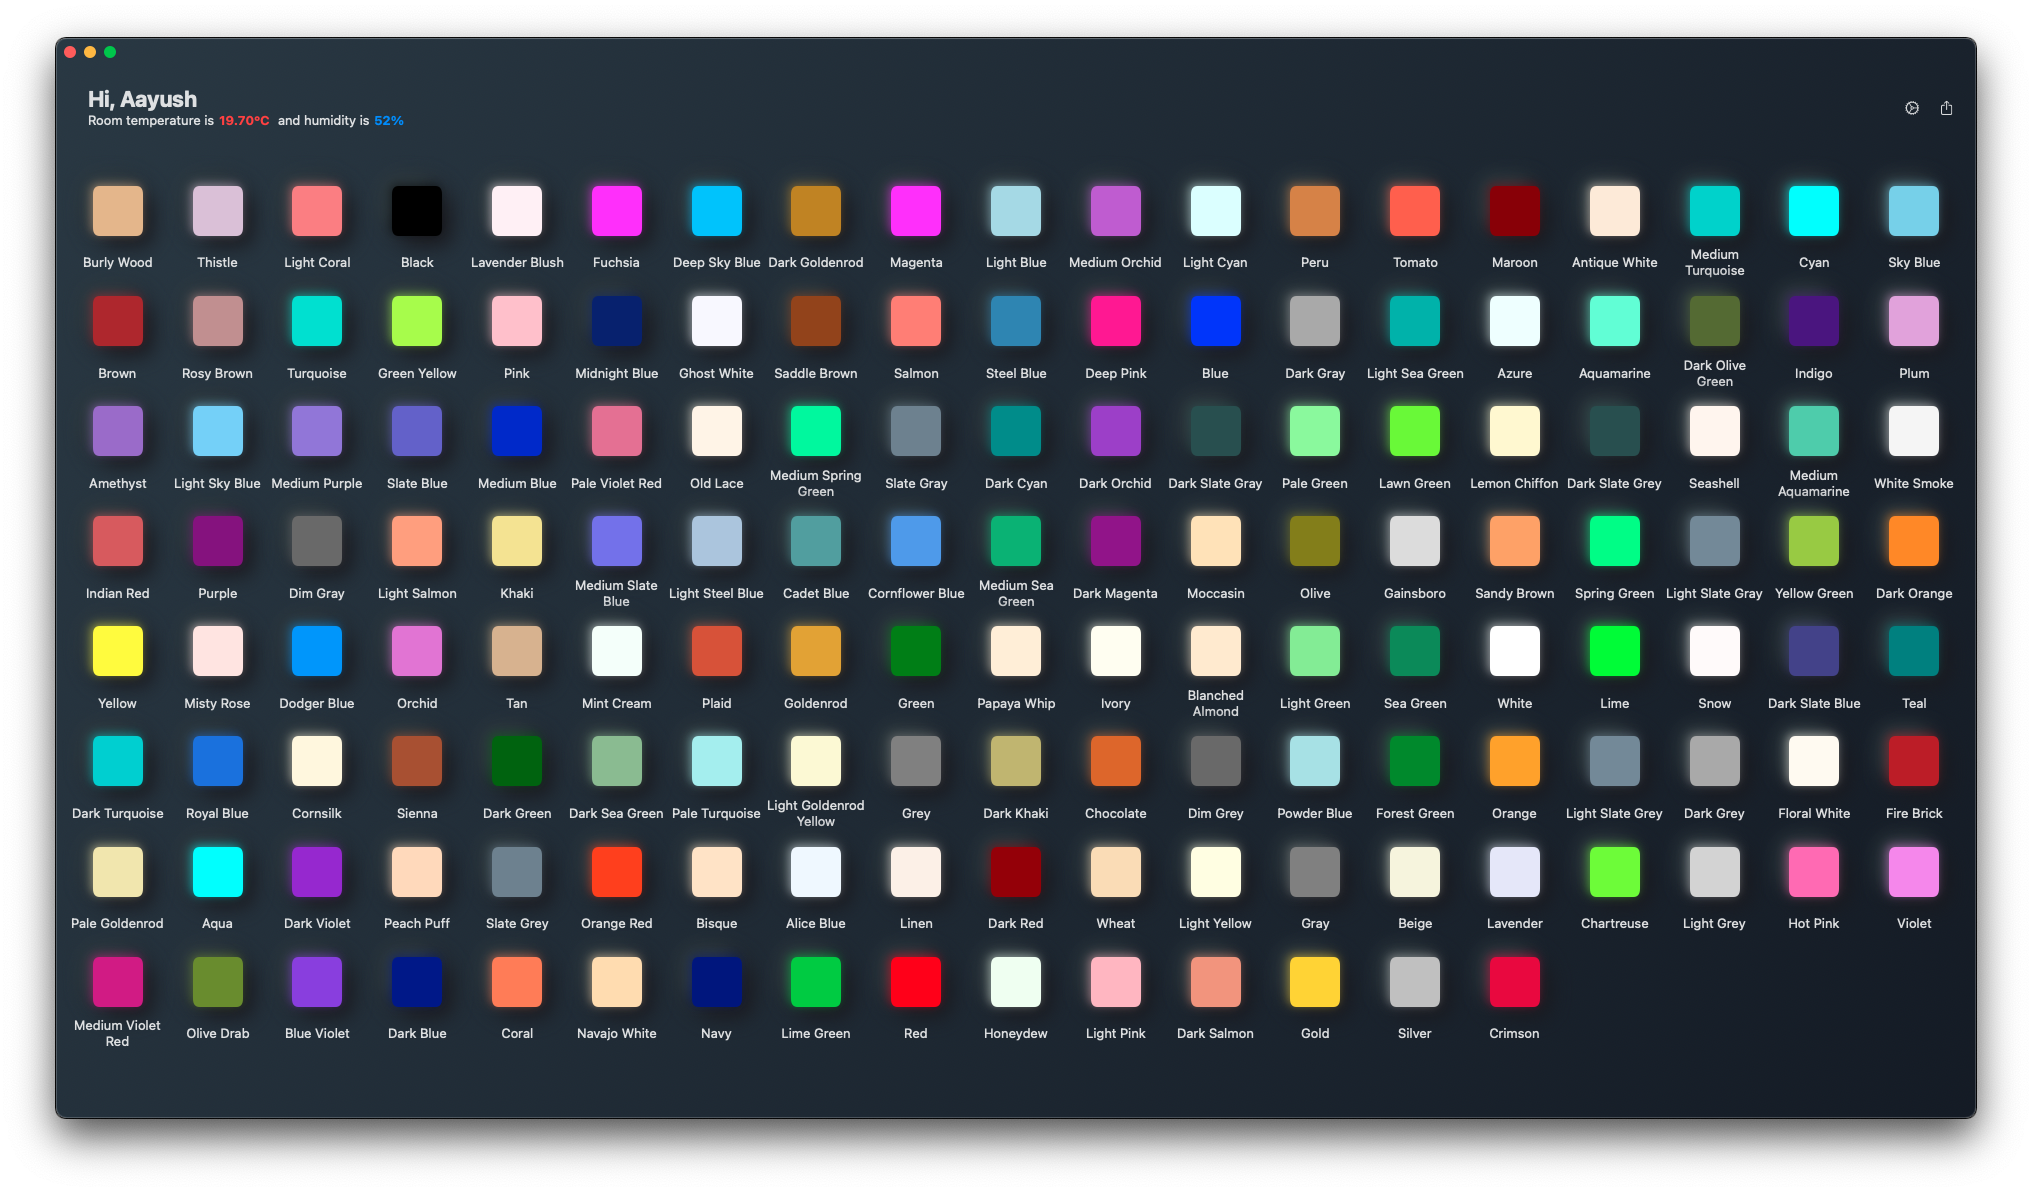 Hi, Aayush
Room temperature is 19.70°C and humidity is 52%
Burly Wood
Thistle
Light Coral
Black
Lavender Blush
Fuchsia
Deep Sky Blue
Dark Goldenrod
Magenta
Light Blue
Medium Orchid
Light Cyan
Peru
Tomato
Maroon
Antique White
Medium
Turquoise
Cyan
Sky Blue
Brown
Rosy Brown
Turquoise
Green Yellow
Pink
Midnight Blue
Ghost White
Saddle Brown
Salmon
Steel Blue
Deep Pink
Blue
Dark Gray
Light Sea Green
Azure
Aquamarine
Dark Olive
Green
Indigo
Plum
Amethyst
Light Sky Blue
Medium Purple
Slate Blue
Medium Blue
Pale Violet Red
Old Lace
Medium Spring
Green
Slate Gray
Dark Cyan
Dark Orchid
Dark Slate Gray
Pale Green
Lawn Green
Lemon Chiffon
Dark Slate Grey
Seashell
Medium
Aquamarine
White Smoke
Indian Red
Purple
Dim Gray
Light Salmon
Khaki
Medium Slate
Blue
Light Steel Blue
Cadet Blue
Cornflower Blue
Medium Sea
Green
Dark Magenta
Moccasin
Olive
Gainsboro
Sandy Brown
Spring Green
Light Slate Gray
Yellow Green
Dark Orange
Yellow
Misty Rose
Dodger Blue
Orchid
Tan
Mint Cream
Plaid
Goldenrod
Green
Papaya Whip
Ivory
Blanched
Almond
Light Green
Sea Green
White
Lime
Snow
Dark Slate Blue
Teal
Dark Turquoise
Royal Blue
Cornsilk
Sienna
Dark Green
Dark Sea Green
Pale Turquoise
Light Goldenrod
Yellow
Grey
Dark Khaki
Chocolate
Dim Grey
Powder Blue
Forest Green
Orange
Light Slate Grey
Dark Grey
Floral White
Fire Brick
Pale Goldenrod
Aqua
Dark Violet
Peach Puff
Slate Grey
Orange Red
Bisque
Alice Blue
Linen
Dark Red
Wheat
Light Yellow
Gray
Beige
Lavender
Chartreuse
Light Grey
Hot Pink
Violet
Medium Violet
Red
Olive Drab
Blue Violet
Dark Blue
Coral
Navajo White
Navy
Lime Green
Red
Honeydew
Light Pink
Dark Salmon
Gold
Silver
Crimson